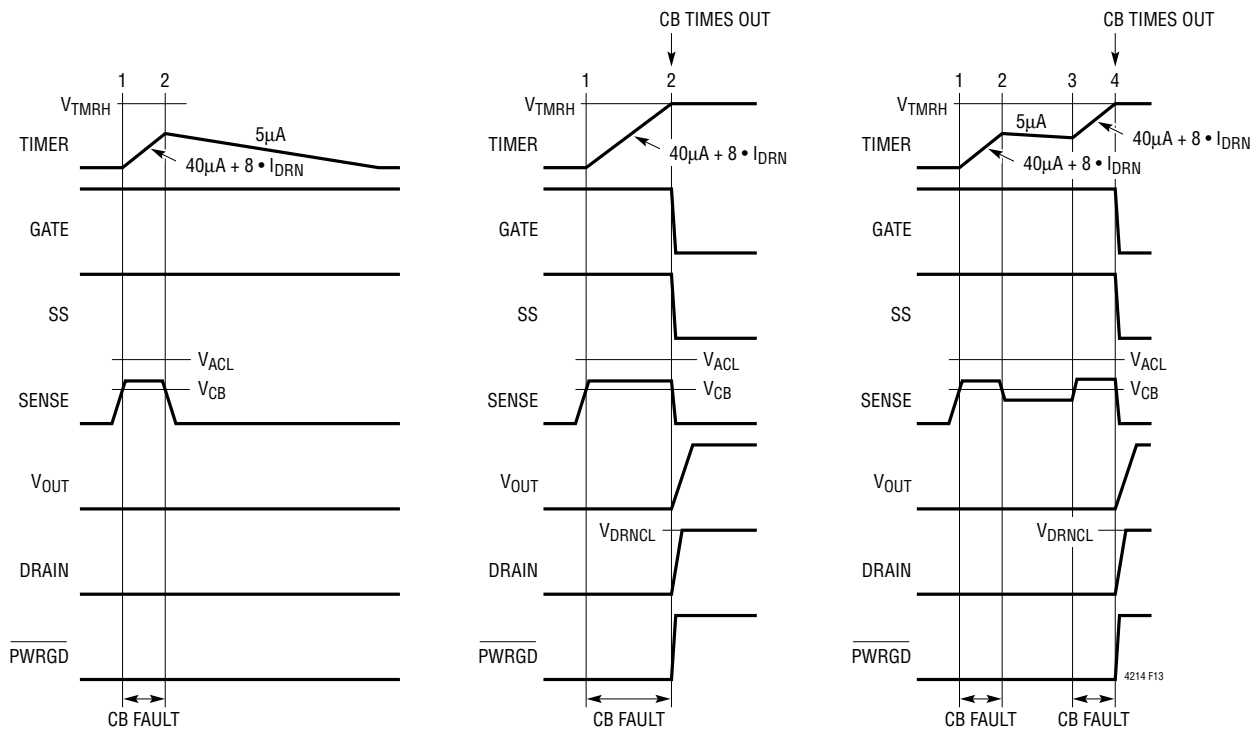 CB TIMES OUT
1 2
VTMRH
TIMER
5µA
40µA + 8 • IDRN
GATE
SS
VACL
VCB
SENSE
VOUT
DRAIN
PWRGD
CB FAULT
CB TIMES OUT
1 2
VTMRH
TIMER
40µA + 8 • IDRN
GATE
SS
VACL
VCB
SENSE
VOUT
VDRNCL
DRAIN
PWRGD
CB FAULT
CB TIMES OUT
1 2 3 4
VTMRH
TIMER
5µA
40µA + 8 • IDRN
40µA + 8 • IDRN
GATE
SS
VACL
VCB
SENSE
VOUT
VDRNCL
DRAIN
PWRGD
4214 F13
CB FAULT CB FAULT